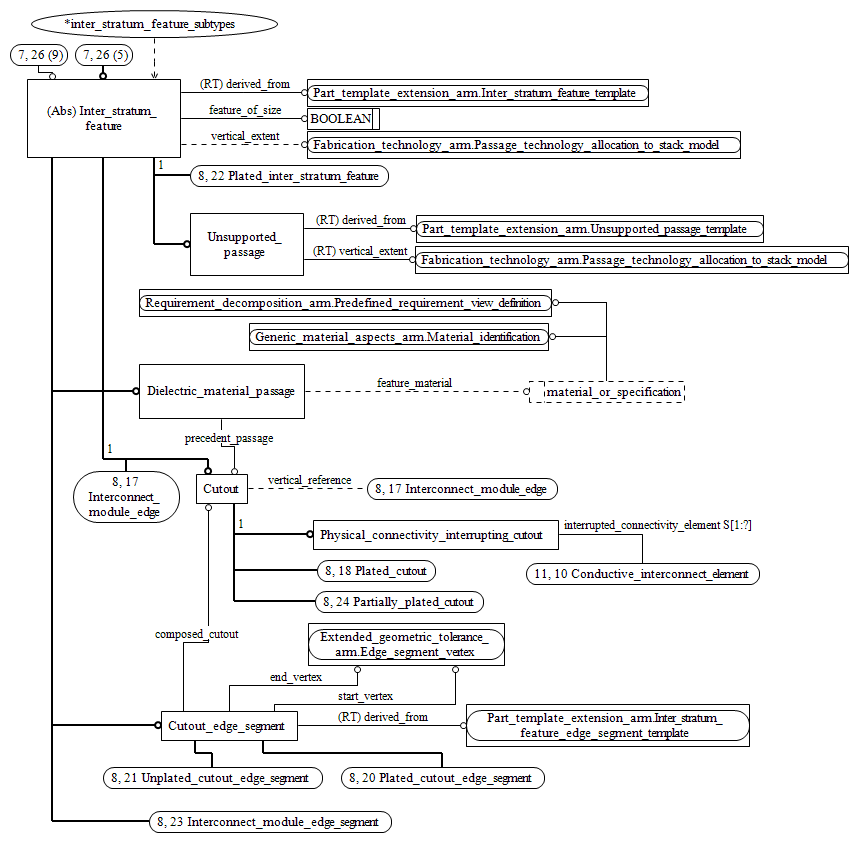 *inter_stratum_feature_subtypes
7, 26 (9)
7, 26 (5)
(RT) derived_from
Part_template_extension_arm.Inter_stratum_feature_template
(Abs) Inter_stratum_
feature
feature_of_size
BOOLEAN
vertical_extent
Fabrication_technology_arm.Passage_technology_allocation_to_stack_model
1
8, 22 Plated_inter_stratum_feature
Unsupported_
passage
(RT) derived_from
Part_template_extension_arm.Unsupported_passage_template
(RT) vertical_extent
Fabrication_technology_arm.Passage_technology_allocation_to_stack_model
Requirement_decomposition_arm.Predefined_requirement_view_definition
Generic_material_aspects_arm.Material_identification
Dielectric_material_passage
feature_material
material_or_specification
precedent_passage
1
8, 17
Interconnect_
module_edge
Cutout
vertical_reference
8, 17 Interconnect_module_edge
1
Physical_connectivity_interrupting_cutout
interrupted_connectivity_element S[1:?]
8, 18 Plated_cutout
11, 10 Conductive_interconnect_element
8, 24 Partially_plated_cutout
composed_cutout
Extended_geometric_tolerance_
arm.Edge_segment_vertex
end_vertex
start_vertex
Cutout_edge_segment
(RT) derived_from
Part_template_extension_arm.Inter_stratum_
feature_edge_segment_template
8, 21 Unplated_cutout_edge_segment
8, 20 Plated_cutout_edge_segment
8, 23 Interconnect_module_edge_segment